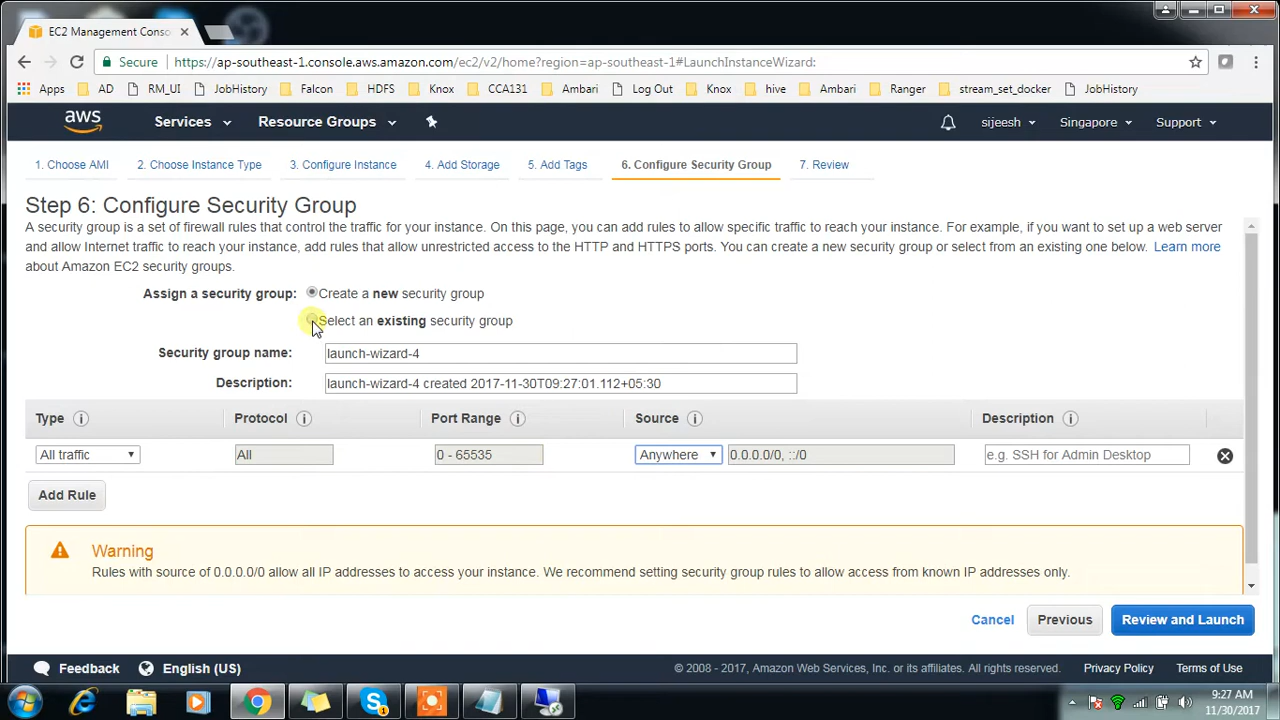 EC2 Management Conso
Secure https://ap-southeast-1.console.aws.amazon.com/ec2/v2/home?region=ap-southeast-1#LaunchInstanceWizard:
Apps AD RM_UI JobHistory Falcon HDFS Knox CCA131 Ambari Log Out Knox hive Ambari Ranger stream_set_docker JobHistory
aws Services Resource Groups sijeesh Singapore Support
1. Choose AMI 2. Choose Instance Type 3. Configure Instance 4. Add Storage 5. Add Tags 6. Configure Security Group 7. Review
Step 6: Configure Security Group
A security group is a set of firewall rules that control the traffic for your instance. On this page, you can add rules to allow specific traffic to reach your instance. For example, if you want to set up a web server
and allow Internet traffic to reach your instance, add rules that allow unrestricted access to the HTTP and HTTPS ports. You can create a new security group or select from an existing one below. Learn more
about Amazon EC2 security groups.
Assign a security group: Create a new security group
Select an existing security group
Security group name: launch-wizard-4
Description: launch-wizard-4 created 2017-11-30T09:27:01.112+05:30
Type Protocol Port Range Source Description
All traffic All 0 - 65535 Anywhere 0.0.0.0/0, ::/0 e.g. SSH for Admin Desktop
Add Rule
Warning
Rules with source of 0.0.0.0/0 allow all IP addresses to access your instance. We recommend setting security group rules to allow access from known IP addresses only.
Cancel Previous Review and Launch
Feedback English (US) © 2008 - 2017, Amazon Web Services, Inc. or its affiliates. All rights reserved. Privacy Policy Terms of Use
9:27 AM
11/30/2017